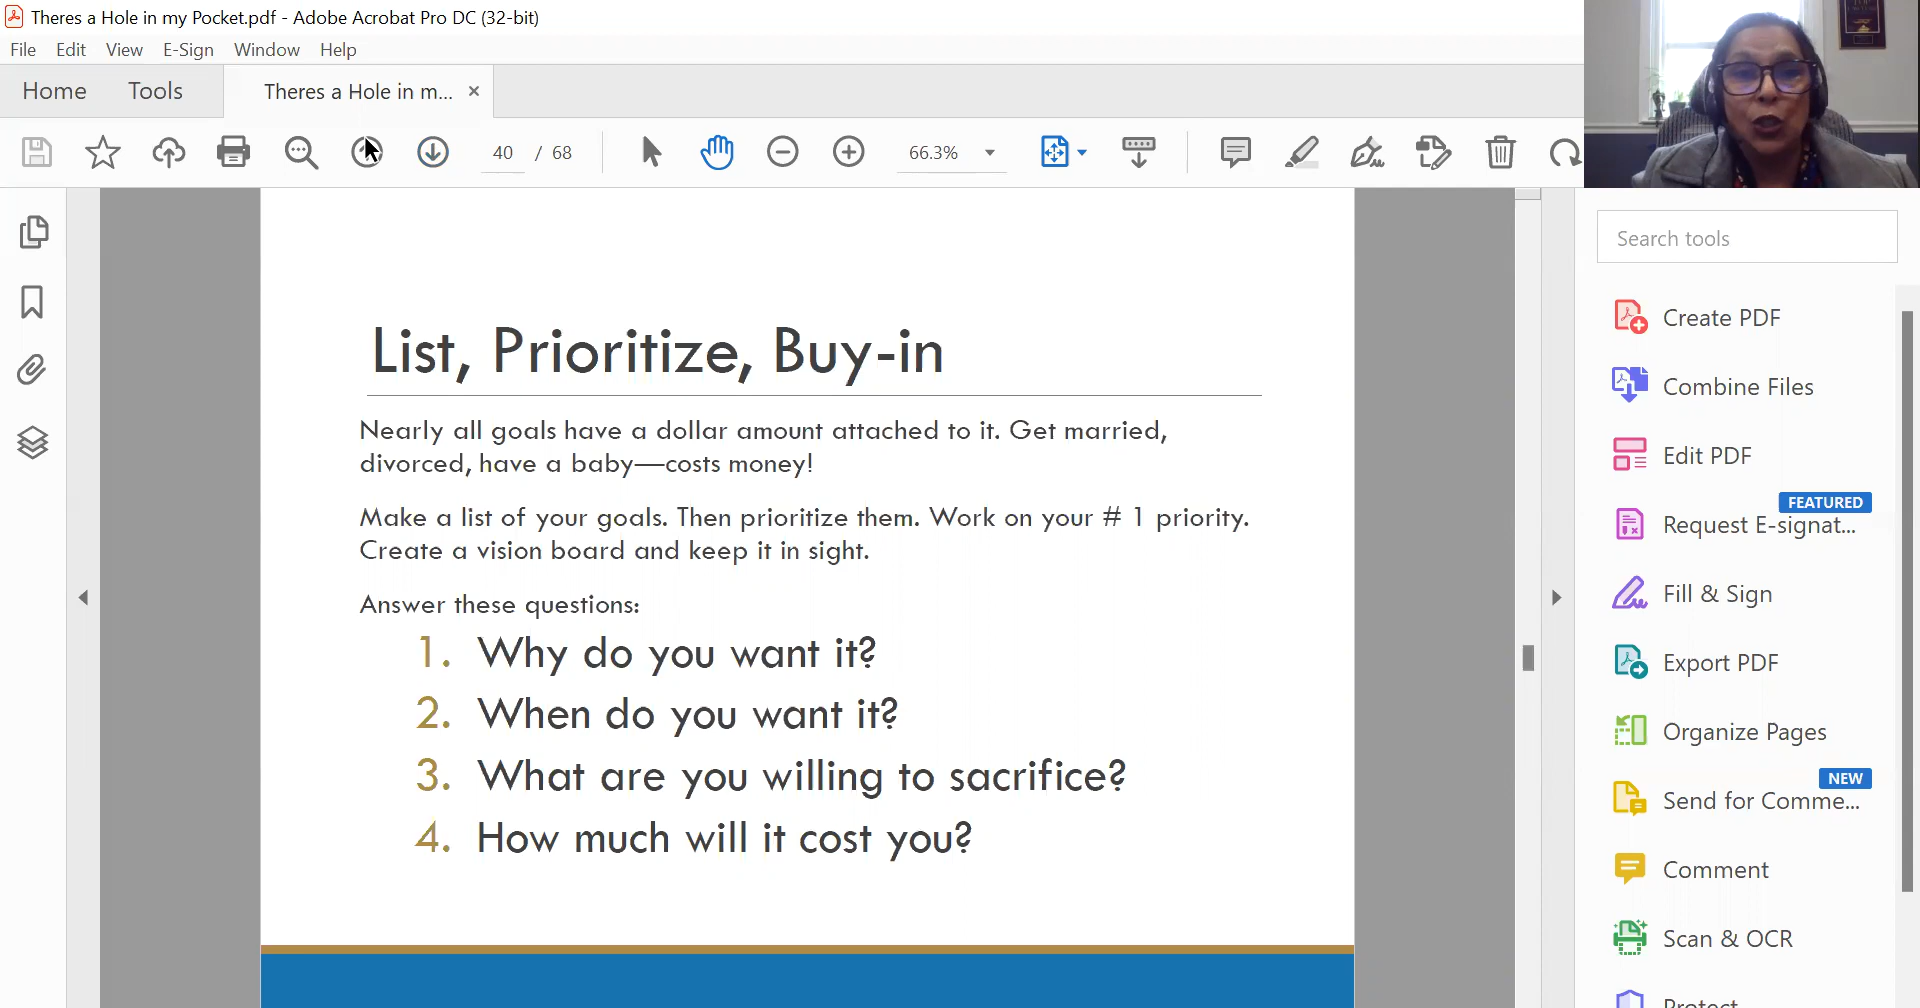 Theres a Hole in my Pocket.pdf - Adobe Acrobat Pro DC (32-bit)
File Edit View E-Sign Window Help
Home Tools Theres a Hole in m... ×
40 / 68 66.3%
Search tools
List, Prioritize, Buy-in
Nearly all goals have a dollar amount attached to it. Get married,
divorced, have a baby—costs money!
Make a list of your goals. Then prioritize them. Work on your # 1 priority.
Create a vision board and keep it in sight.
Answer these questions:
1. Why do you want it?
2. When do you want it?
3. What are you willing to sacrifice?
4. How much will it cost you?
Create PDF
Combine Files
Edit PDF
FEATURED
Request E-signat...
Fill & Sign
Export PDF
Organize Pages
NEW
Send for Comme...
Comment
Scan & OCR
Protect